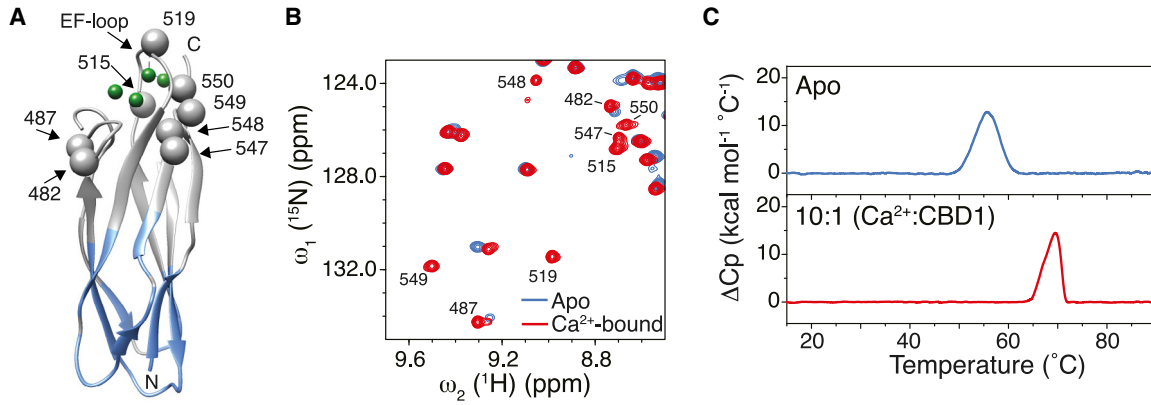 A
EF-loop
519
C
515
550
549
548
547
487
482
N
B
124.0
128.0
132.0
ω1 (15N) (ppm)
548
482
550
547
515
549
519
487
Apo
Ca2+-bound
9.6
9.2
8.8
ω2 (1H) (ppm)
C
ΔCp (kcal mol-1 °C-1)
20
10
0
Apo
20
10
0
10:1 (Ca2+:CBD1)
20
40
60
80
Temperature (˚C)